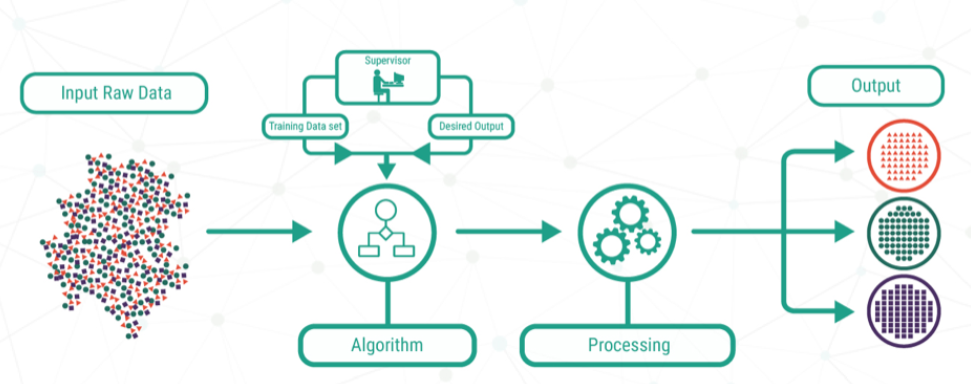 Supervisor
Input Raw Data
Output
Training Data set
Desired Output
Algorithm
Processing